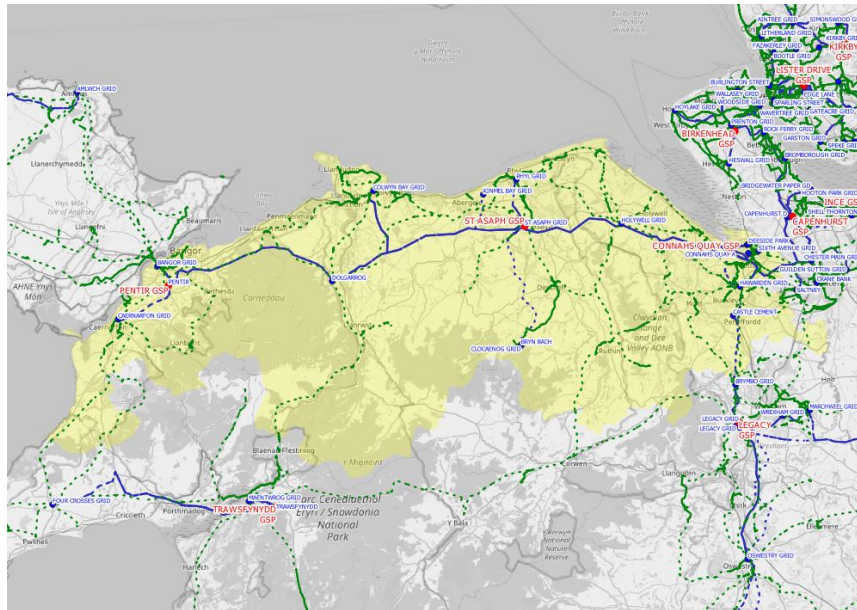 Burbo Bank
Offshore
Wind Farm
Gwynt
y Môr Offshore
Wind Farm
AINTREE GRID
SIMONSWOOD G
LITHERLAND GRID
KIRKBY GRID
KIRKBY
GSP
FAZAKERLEY GRID
BOOTLE GRID
LISTER DRIVE
GSP
BURLINGTON STREET
EDGE LANE
WALLASEY GRID
WOODSIDE GRID
SPARLING STREET
HOYLAKE GRID
WAVERTREE GRID
GATEACRE GRID
PRENTON GRID
BIRKENHEAD
GSP
ROCK FERRY GRID
GARSTON GRID
SPEKE GRID
BROMBOROUGH GRID
HESWALL GRID
Neston
BRIDGEWATER PAPER GD
HOOTON PARK GRID
INCE GSP
CAPENHURST D
SHELL THORNTON
CAPENHURST
GSP
AMLWCH GRID
Llanerchymedd
Ynys Môn /
Isle of Anglesey
Llangefni
Beaumaris
AHNE Ynys
Môn
Bangor
BANGOR GRID
PENTIR
PENTIR GSP
Caernarfon
CAERNARFON GRID
Bethesda
Llanberis
Carneddau
Penmaenmawr
COLWYN BAY GRID
Abergele
KINMEL BAY GRID
Rhyl
RHYL GRID
Prestatyn
DOLGARROG
ST ASAPH GSP
ST ASAPH GRID
Holywell
HOLYWELL GRID
CONNAHS QUAY GSP
CONNAHS QUAY A
DEESIDE PARK
SIXTH AVENUE GRID
CHESTER MAIN GRID
GUILDEN SUTTON GRID
CRANE BANK
SALTNEY
HAWARDEN GRID
Buckley
Mold
CASTLE CEMENT
Denbigh
Clwydian
Range
and Dee
Valley AONB
Ruthin
BRYN BACH
CLOCAENOG GRID
BRYMBO GRID
Holt
MARCHWIEL GRID
WREXHAM GRID
LEGACY GRID
LEGACY GRID
LEGACY
GSP
Llangollen
Chirk
Ellesmere
Corwen
OSWESTRY GRID
Oswestry
Blaenau Ffestiniog
Y Migneint
MAENTWROG GRID
TRAWSFYNYDD
TRAWSFYNYDD
GSP
Parc Cenedlaethol
Eryri / Snowdonia
National
Park
Y Bala
Berwyn
National
Nature
Reserve
FOUR CROSSES GRID
Criccieth
Porthmadog
Pwllheli
Harlech